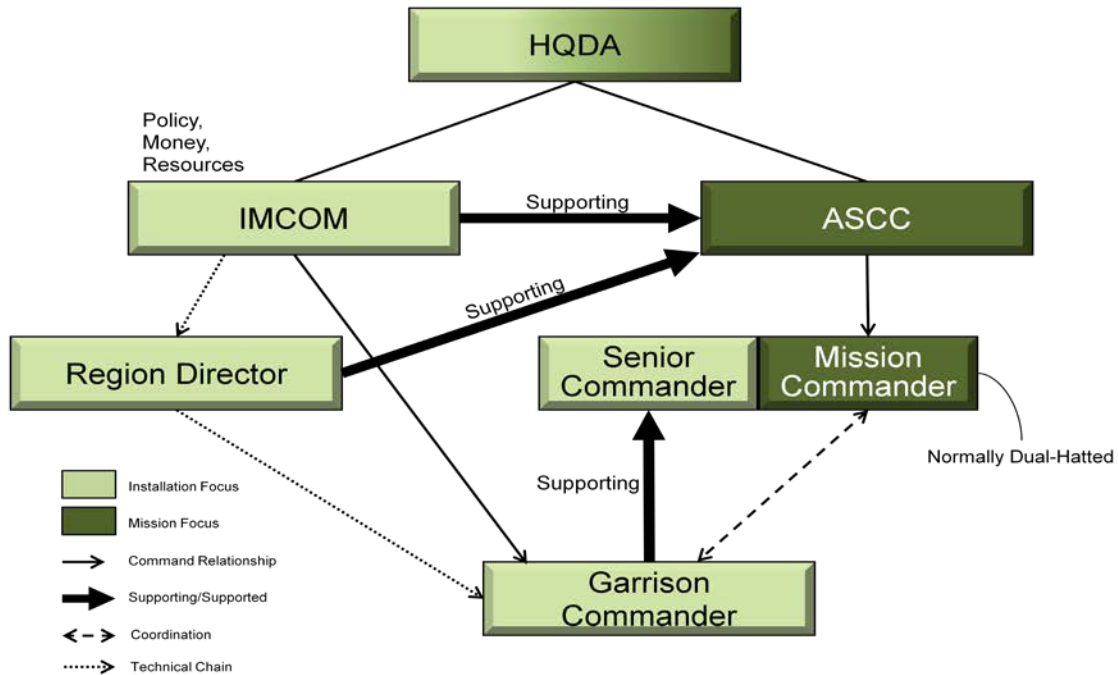 HQDA
Policy,
Money,
Resources
IMCOM
Supporting
ASCC
Supporting
Region Director
Senior
Commander
Mission
Commander
Normally Dual-Hatted
Supporting
Garrison
Commander
Installation Focus
Mission Focus
Command Relationship
Supporting/Supported
Coordination
Technical Chain